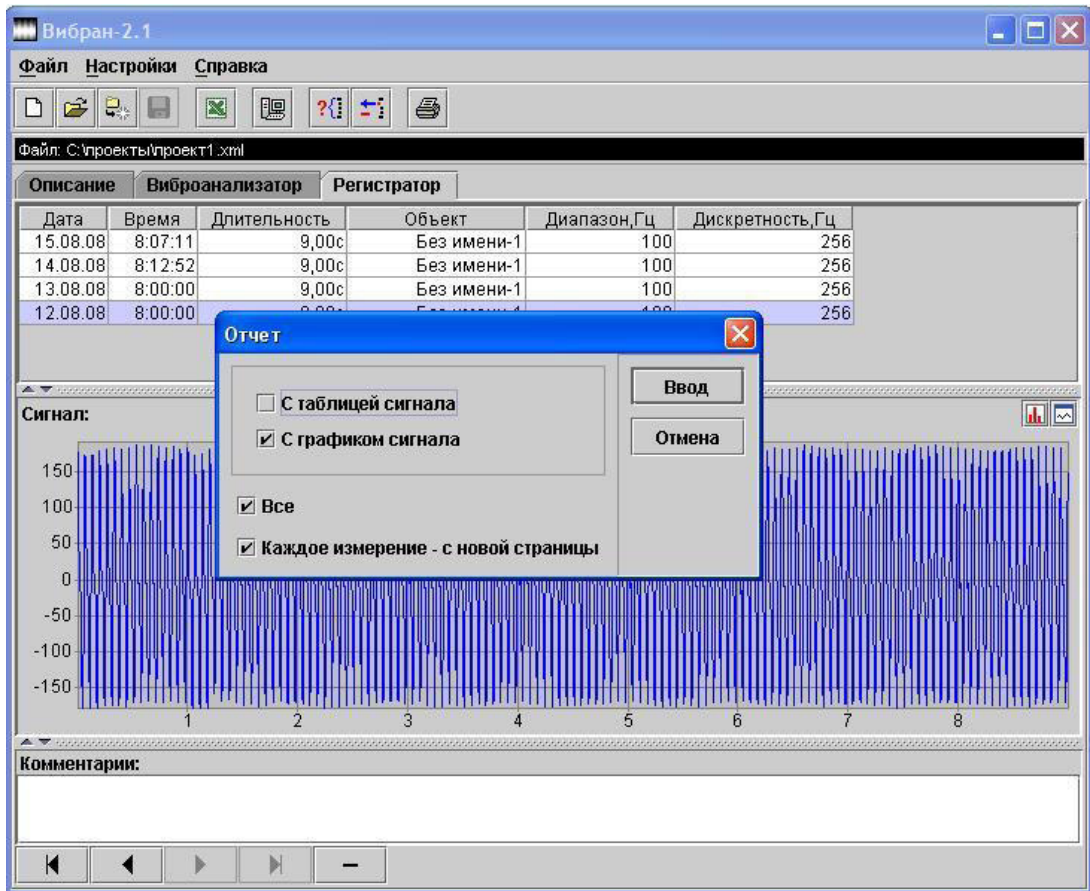 Вибран-2.1
Файл Настройки Справка
Файл: C:\проекты\проект1.xml
Описание Виброанализатор Регистратор
Дата Время Длительность Объект Диапазон,Гц Дискретность,Гц
15.08.08 8:07:11 9,00с Без имени-1 100 256
14.08.08 8:12:52 9,00с Без имени-1 100 256
13.08.08 8:00:00 9,00с Без имени-1 100 256
12.08.08 8:00:00 256
Отчет
С таблицей сигнала
С графиком сигнала
Все
Каждое измерение - с новой страницы
Ввод
Отмена
Сигнал:
150
100
50
0
-50
-100
-150
1 2 3 4 5 6 7 8
Комментарии: